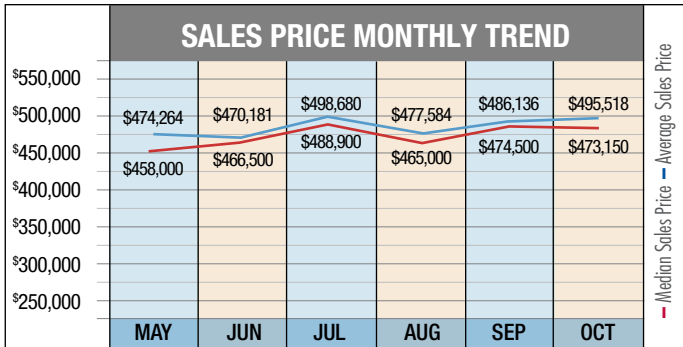 SALES PRICE MONTHLY TREND
$550,000
$500,000
$450,000
$400,000
$350,000
$300,000
$250,000
$474,264
$470,181
$498,680
$477,584
$486,136
$495,518
$458,000
$466,500
$488,900
$465,000
$474,500
$473,150
MAY
JUN
JUL
AUG
SEP
OCT
Median Sales Price
Average Sales Price